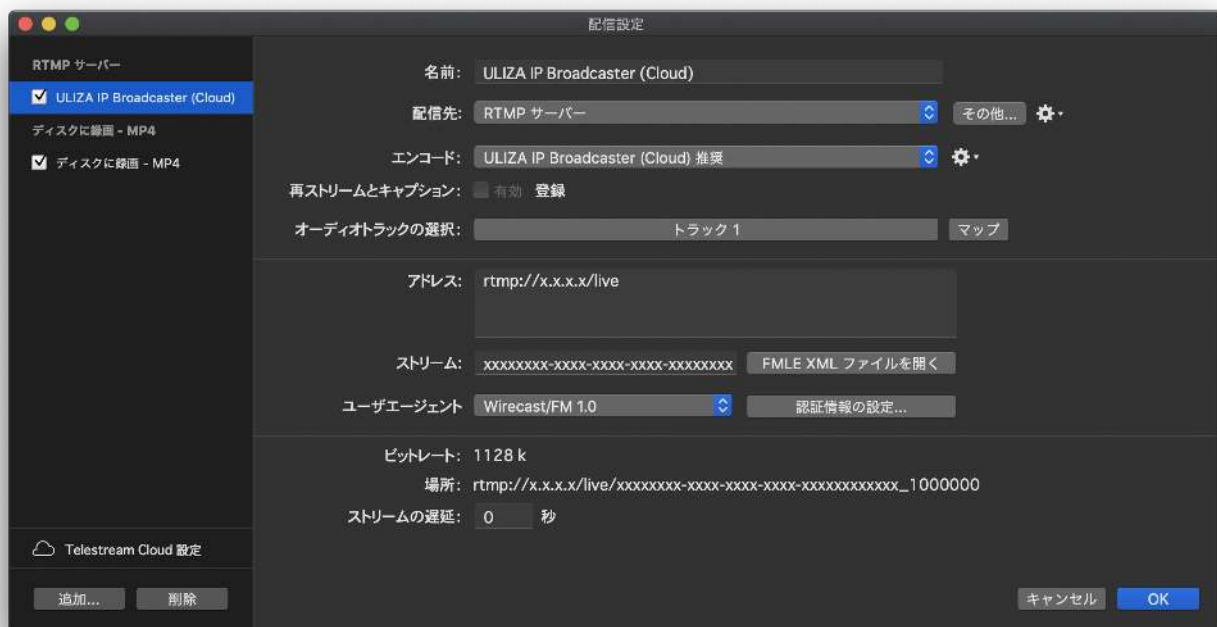 配信設定
RTMP サーバー
ULIZA IP Broadcaster (Cloud)
ディスクに録画 - MP4
ディスクに録画 - MP4
Telestream Cloud 設定
追加...
削除
名前: ULIZA IP Broadcaster (Cloud)
配信先: RTMP サーバー その他...
エンコード: ULIZA IP Broadcaster (Cloud) 推奨
再ストリームとキャプション: 有効 登録
オーディオトラックの選択: トラック 1 マップ
アドレス: rtmp://x.x.x.x/live
ストリーム: xxxxxxxx-xxxx-xxxx-xxxx-xxxxxxxx FMLE XML ファイルを開く
ユーザエージェント Wirecast/FM 1.0 認証情報の設定...
ビットレート: 1128 k
場所: rtmp://x.x.x.x/live/xxxxxxxx-xxxx-xxxx-xxxx-xxxxxxxxxxxx_1000000
ストリームの遅延: 0 秒
キャンセル OK